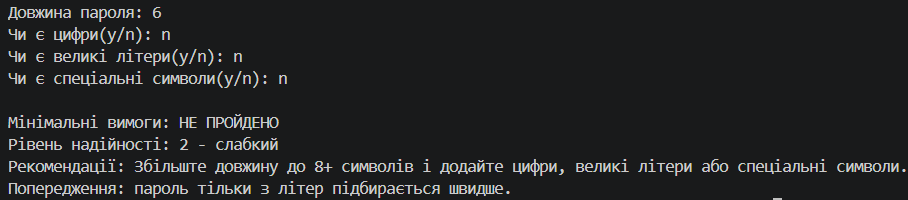 Довжина пароля: 6
Чи є цифри(y/n): n
Чи є великі літери(y/n): n
Чи є спеціальні символи(y/n): n
Мінімальні вимоги: НЕ ПРОЙДЕНО
Рівень надійності: 2 - слабкий
Рекомендації: Збільште довжину до 8+ символів і додайте цифри, великі літери або спеціальні символи.
Попередження: пароль тільки з літер підбирається швидше.